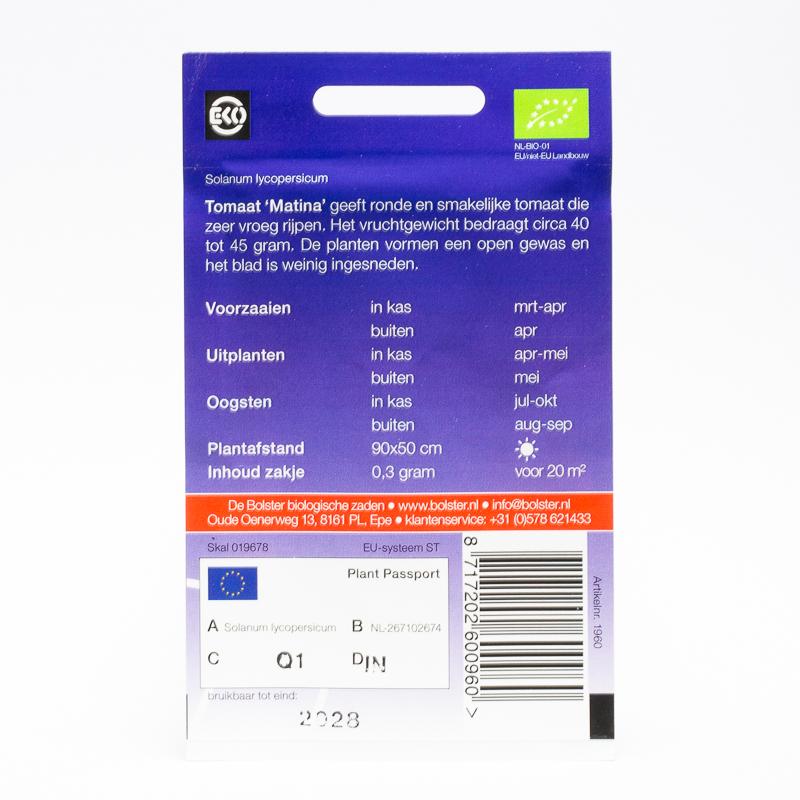 EKO
NL-BIO-01
EU/niet-EU Landbouw
Solanum lycopersicum
Tomaat ‘Matina’ geeft ronde en smakelijke tomaat die
zeer vroeg rijpen. Het vruchtgewicht bedraagt circa 40
tot 45 gram. De planten vormen een open gewas en
het blad is weinig ingesneden.
Voorzaaien in kas mrt-apr
buiten apr
Uitplanten in kas apr-mei
buiten mei
Oogsten in kas jul-okt
buiten aug-sep
Plantafstand 90x50 cm
Inhoud zakje 0,3 gram voor 20 m²
De Bolster biologische zaden • www.bolster.nl • info@bolster.nl
Oude Oenerweg 13, 8161 PL, Epe • klantenservice: +31 (0)578 621433
Skal 019678 EU-systeem ST
Plant Passport
A Solanum lycopersicum B NL-267102674
C Q1 D IN
bruikbaar tot eind:
2028
8 717202 600960 >
Artikelnr. 1960